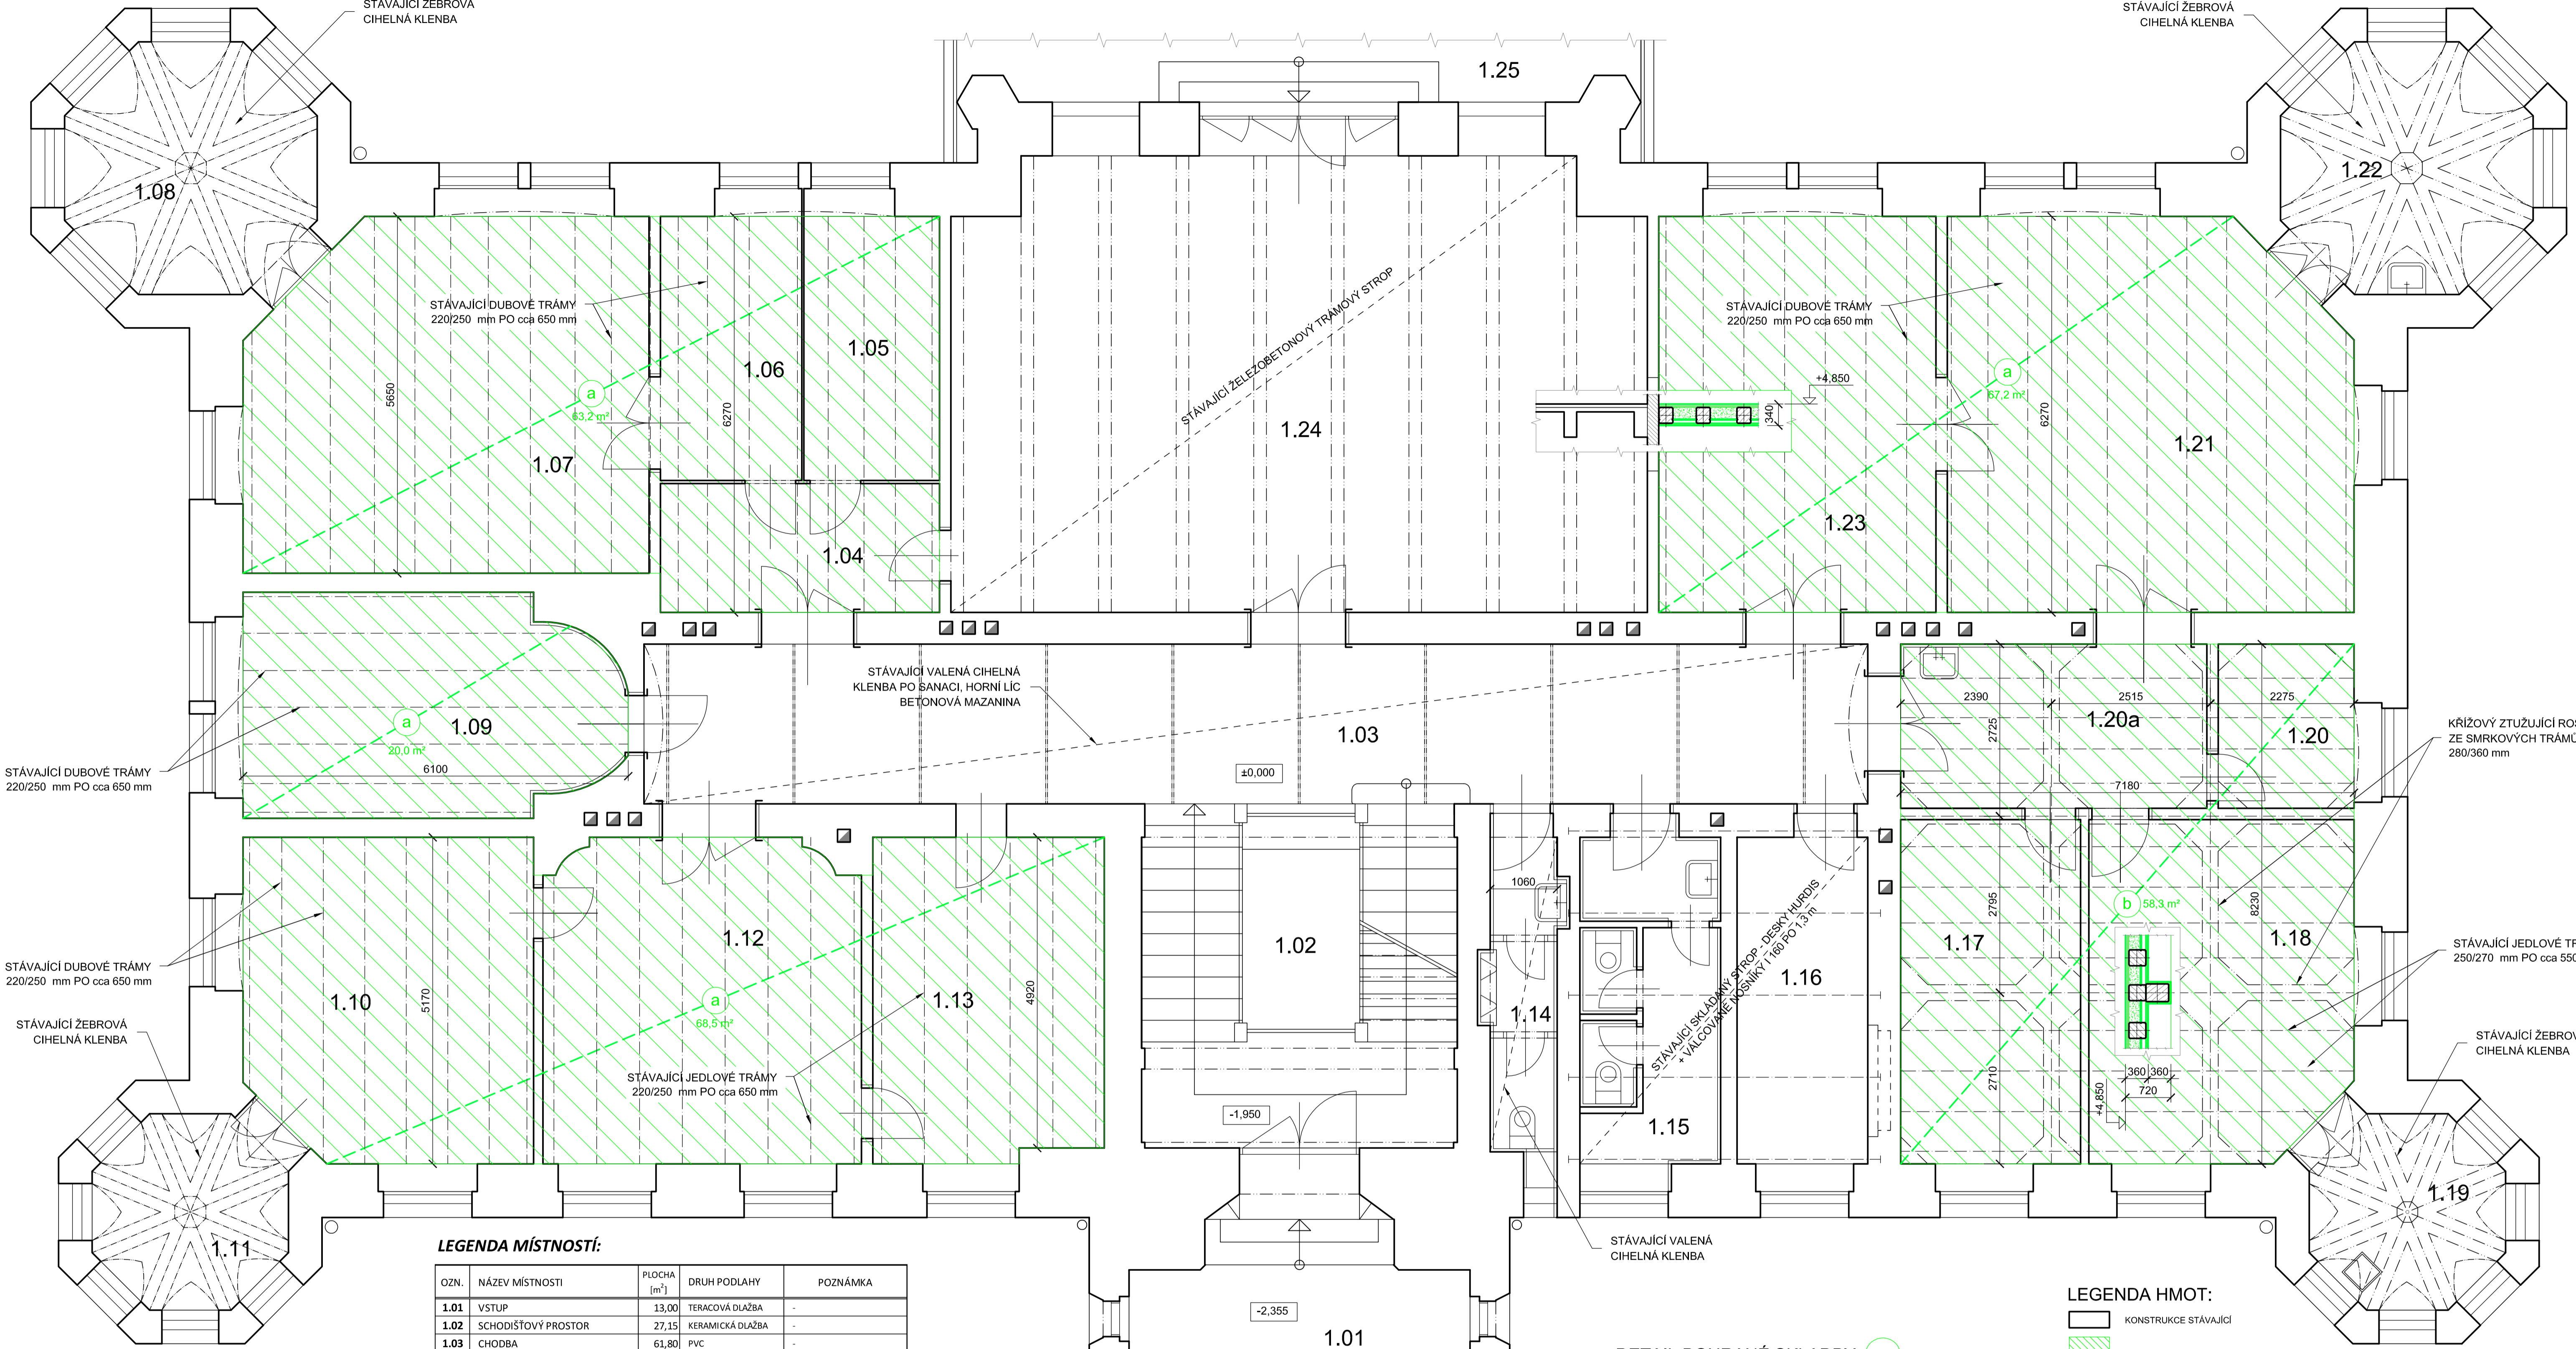 STÁVAJÍCÍ ŽEBROVÁ
CIHELNÁ KLENBA
STÁVAJÍCÍ ŽEBROVÁ
CIHELNÁ KLENBA
1.25
1.08
1.22
STÁVAJÍCÍ DUBOVÉ TRÁMY
220/250 mm PO cca 650 mm
5650
a
63,2 m²
1.07
1.06
6270
1.05
1.04
STÁVAJÍCÍ ŽELEZOBETONOVÝ TRÁMOVÝ STROP
1.24
STÁVAJÍCÍ DUBOVÉ TRÁMY
220/250 mm PO cca 650 mm
+4,850
340
a
67,2 m²
6270
1.21
1.23
a
20,0 m²
1.09
6100
STÁVAJÍCÍ DUBOVÉ TRÁMY
220/250 mm PO cca 650 mm
STÁVAJÍCÍ VALENÁ CIHELNÁ
KLENBA PO SANACI, HORNÍ LÍC
BETONOVÁ MAZANINA
1.03
±0,000
2390
2515
2275
2725
1.20a
1.20
7180
KŘÍŽOVÝ ZTUŽUJÍCÍ
ZE SMRKOVÝCH
280/360 mm
STÁVAJÍCÍ DUBOVÉ TRÁMY
220/250 mm PO cca 650 mm
1.10
5170
1.12
a
68,5 m²
1.13
4920
STÁVAJÍCÍ JEDLOVÉ TRÁMY
220/250 mm PO cca 650 mm
1.02
-1,950
1060
1.14
STÁVAJÍCÍ SKLÁDANÝ STROP - DESKY HURDIS
+ VÁLCOVANÉ NOSNÍKY I 160 PO 1,3 m
1.15
1.16
1.17
2795
2710
b
58,3 m²
8230
1.18
360
360
720
+4,850
STÁVAJÍCÍ JEDLOVÉ
250/270 mm PO cca
STÁVAJÍCÍ ŽEBROVÁ
CIHELNÁ KLENBA
1.11
STÁVAJÍCÍ
CIHELNÁ KLENBA
1.19
STÁVAJÍCÍ VALENÁ
CIHELNÁ KLENBA
-2,355
1.01
LEGENDA MÍSTNOSTÍ:
OZN. NÁZEV MÍSTNOSTI PLOCHA [m²] DRUH PODLAHY POZNÁMKA
1.01 VSTUP 13,00 TERACOVÁ DLAŽBA -
1.02 SCHODIŠŤOVÝ PROSTOR 27,15 KERAMICKÁ DLAŽBA -
1.03 CHODBA 61,80 PVC -
LEGENDA HMOT:
KONSTRUKCE STÁVAJÍCÍ